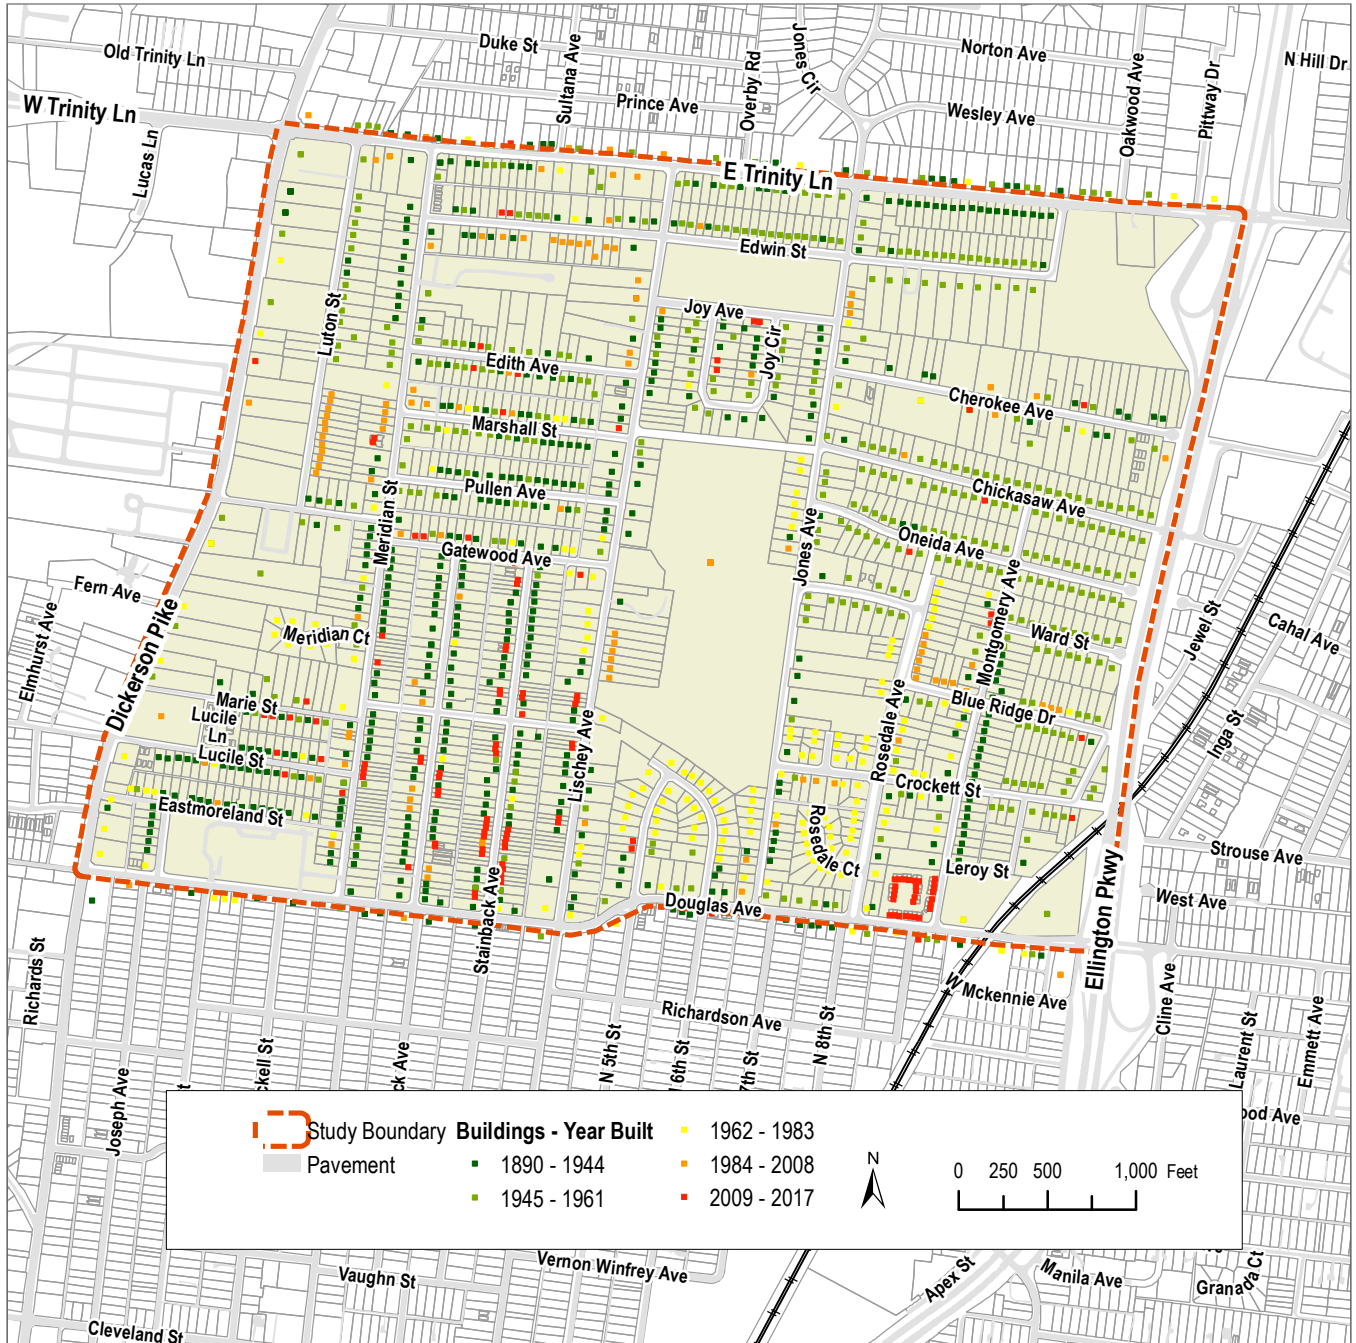 Old Trinity Ln
Duke St
Sultana Ave
Overby Rd
Jones Cir
Norton Ave
Oakwood Ave
Pittway Dr
N Hill Dr
W Trinity Ln
Prince Ave
Wesley Ave
Lucas Ln
E Trinity Ln
Edwin St
Luton St
Joy Ave
Joy Cir
Edith Ave
Cherokee Ave
Marshall St
Pullen Ave
Chickasaw Ave
Meridian St
Jones Ave
Oneida Ave
Gatewood Ave
Montgomery Ave
Fern Ave
Elmhurst Ave
Dickerson Pike
Meridian Ct
Ward St
Jewel St
Cahal Ave
Marie St
Lucile
Ln
Lucile St
Lischey Ave
Rosedale Ave
Blue Ridge Dr
Inga St
Crockett St
Eastmoreland St
Rosedale Ct
Strouse Ave
Leroy St
West Ave
Stainback Ave
Douglas Ave
Ellington Pkwy
Richards St
W Mckennie Ave
Richardson Ave
Cline Ave
N 5th St
6th St
7th St
N 8th St
Laurent St
Emmett Ave
Joseph Ave
t
ckell St
ck Ave
ood Ave
Study Boundary
Pavement
Buildings - Year Built
1890 - 1944
1945 - 1961
1962 - 1983
1984 - 2008
2009 - 2017
N
0 250 500 1,000 Feet
Vaughn St
Vernon Winfrey Ave
Apex St
Manila Ave
Granada Ct
Cleveland St